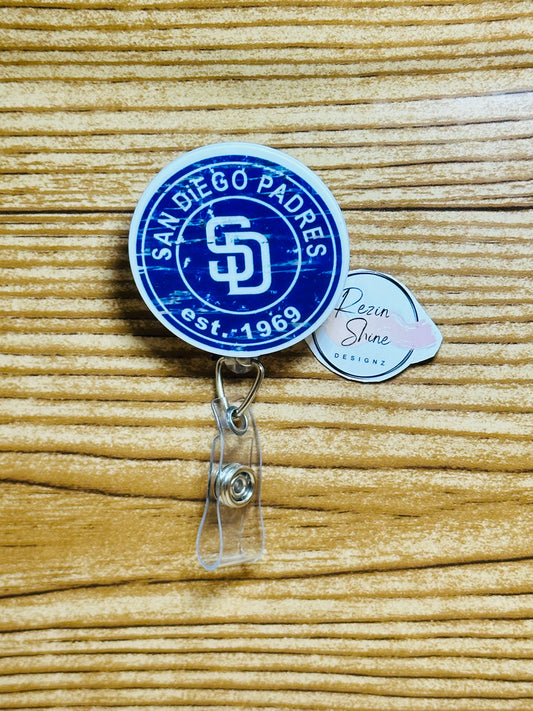 SAN DIEGO PADRES
SD
est. 1969
Rezin
Shine
DESIGNZ